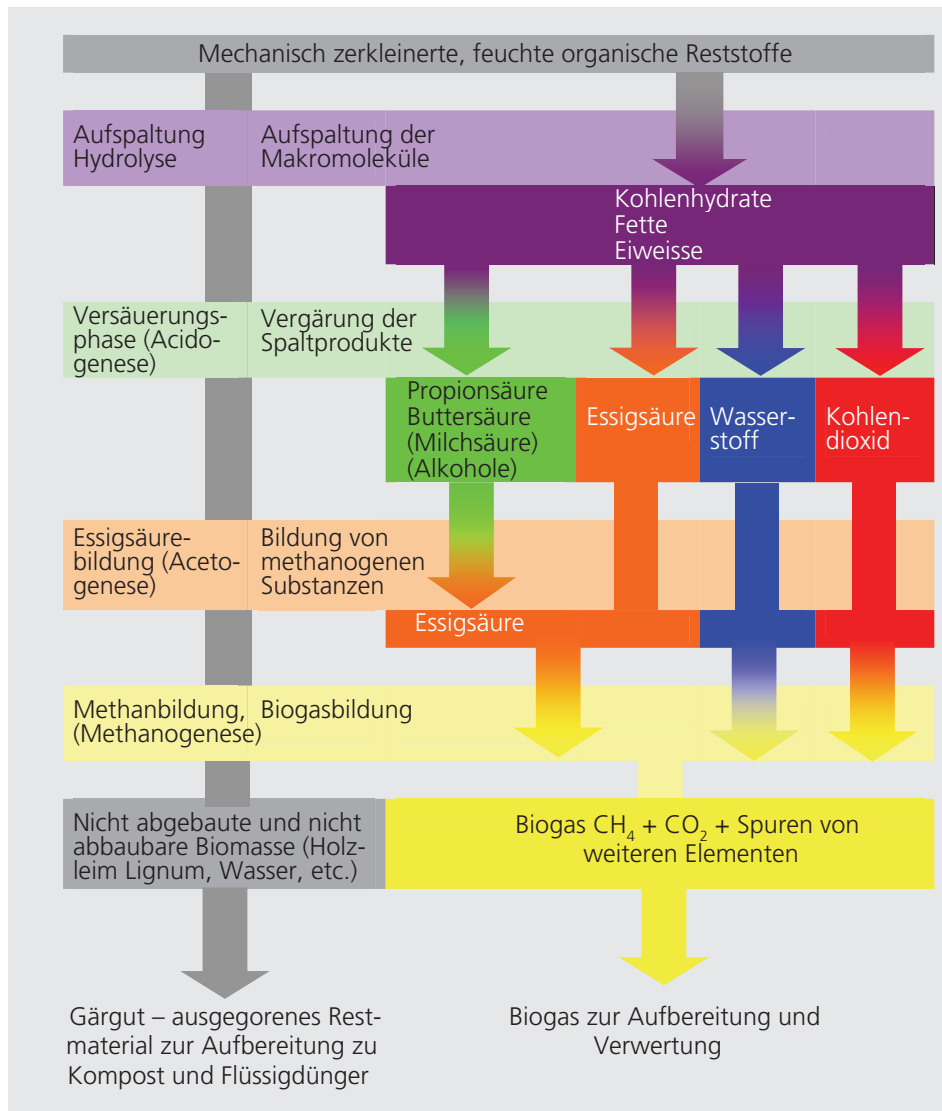 Mechanisch zerkleinerte, feuchte organische Reststoffe
Aufspaltung
Hydrolyse
Aufspaltung der
Makromoleküle
Kohlenhydrate
Fette
Eiweisse
Versäuerungs-
phase (Acido-
genese)
Vergärung der
Spaltprodukte
Propionsäure
Buttersäure
(Milchsäure)
(Alkohole)
Essigsäure
Wasser-
stoff
Kohlen-
dioxid
Essigsäure-
bildung (Aceto-
genese)
Bildung von
methanogenen
Substanzen
Essigsäure
Methanbildung,
(Methanogenese)
Biogasbildung
Nicht abgebaute und nicht
abbaubare Biomasse (Holz-
leim Lignum, Wasser, etc.)
Biogas CH₄ + CO₂ + Spuren von
weiteren Elementen
Gärgut – ausgegorenes Rest-
material zur Aufbereitung zu
Kompost und Flüssigdünger
Biogas zur Aufbereitung und
Verwertung